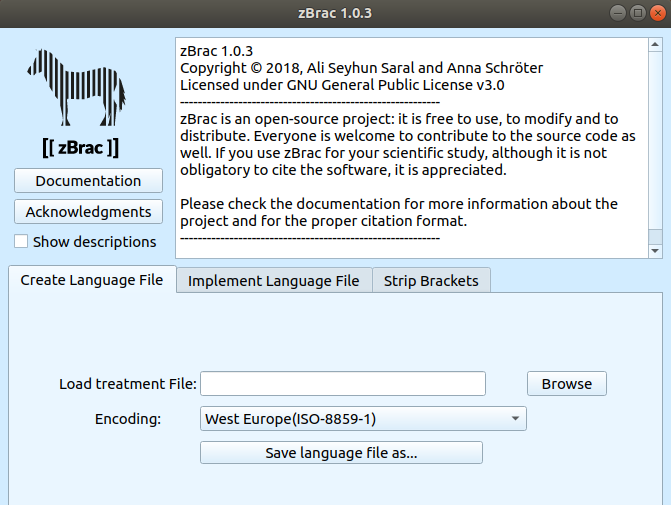 zBrac 1.0.3
[[ zBrac ]]
Documentation
Acknowledgments
Show descriptions
zBrac 1.0.3
Copyright © 2018, Ali Seyhun Saral and Anna Schröter
Licensed under GNU General Public License v3.0
----------------------------------------------------------
zBrac is an open-source project: it is free to use, to modify and to
distribute. Everyone is welcome to contribute to the source code as
well. If you use zBrac for your scientific study, although it is not
obligatory to cite the software, it is appreciated.
Please check the documentation for more information about the
project and for the proper citation format.
----------------------------------------------------------
Create Language File
Implement Language File
Strip Brackets
Load treatment File:
Browse
Encoding:
West Europe(ISO-8859-1)
Save language file as...